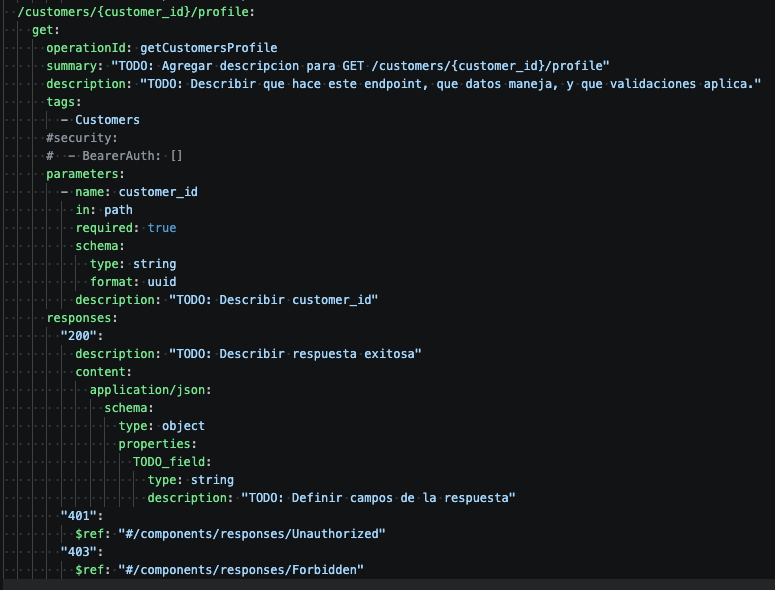 /customers/{customer_id}/profile:
get:
operationId: getCustomersProfile
summary: "TODO: Agregar descripcion para GET /customers/{customer_id}/profile"
description: "TODO: Describir que hace este endpoint, que datos maneja, y que validaciones aplica."
tags:
- Customers
#security:
# - BearerAuth: []
parameters:
- name: customer_id
in: path
required: true
schema:
type: string
format: uuid
description: "TODO: Describir customer_id"
responses:
"200":
description: "TODO: Describir respuesta exitosa"
content:
application/json:
schema:
type: object
properties:
TODO_field:
type: string
description: "TODO: Definir campos de la respuesta"
"401":
$ref: "#/components/responses/Unauthorized"
"403":
$ref: "#/components/responses/Forbidden"